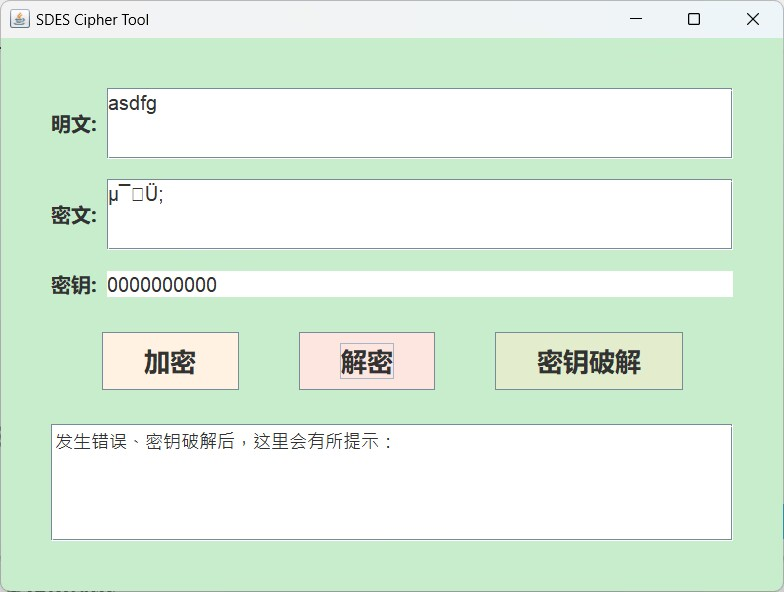 SDES Cipher Tool
明文: asdfg
密文: µ¯□Ü;
密钥: 0000000000
加密 解密 密钥破解
发生错误、密钥破解后，这里会有所提示：